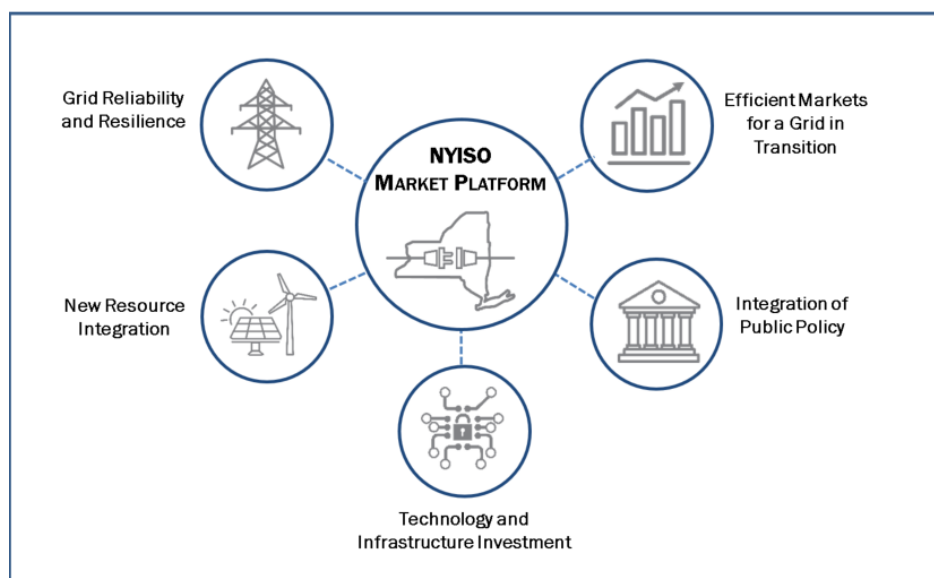 Grid Reliability
and Resilience
NYISO
MARKET PLATFORM
Efficient Markets
for a Grid in
Transition
New Resource
Integration
Integration of
Public Policy
Technology and
Infrastructure Investment